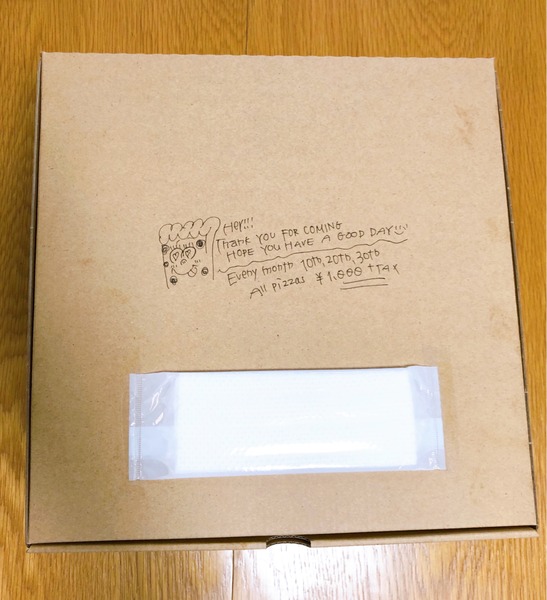 Hey!!!
Thank YOU FOR COMING
HOPE YOU HAVE A GOOD DAY
Every month 10th, 20th, 30th
All pizzas ¥1,000 +TAX